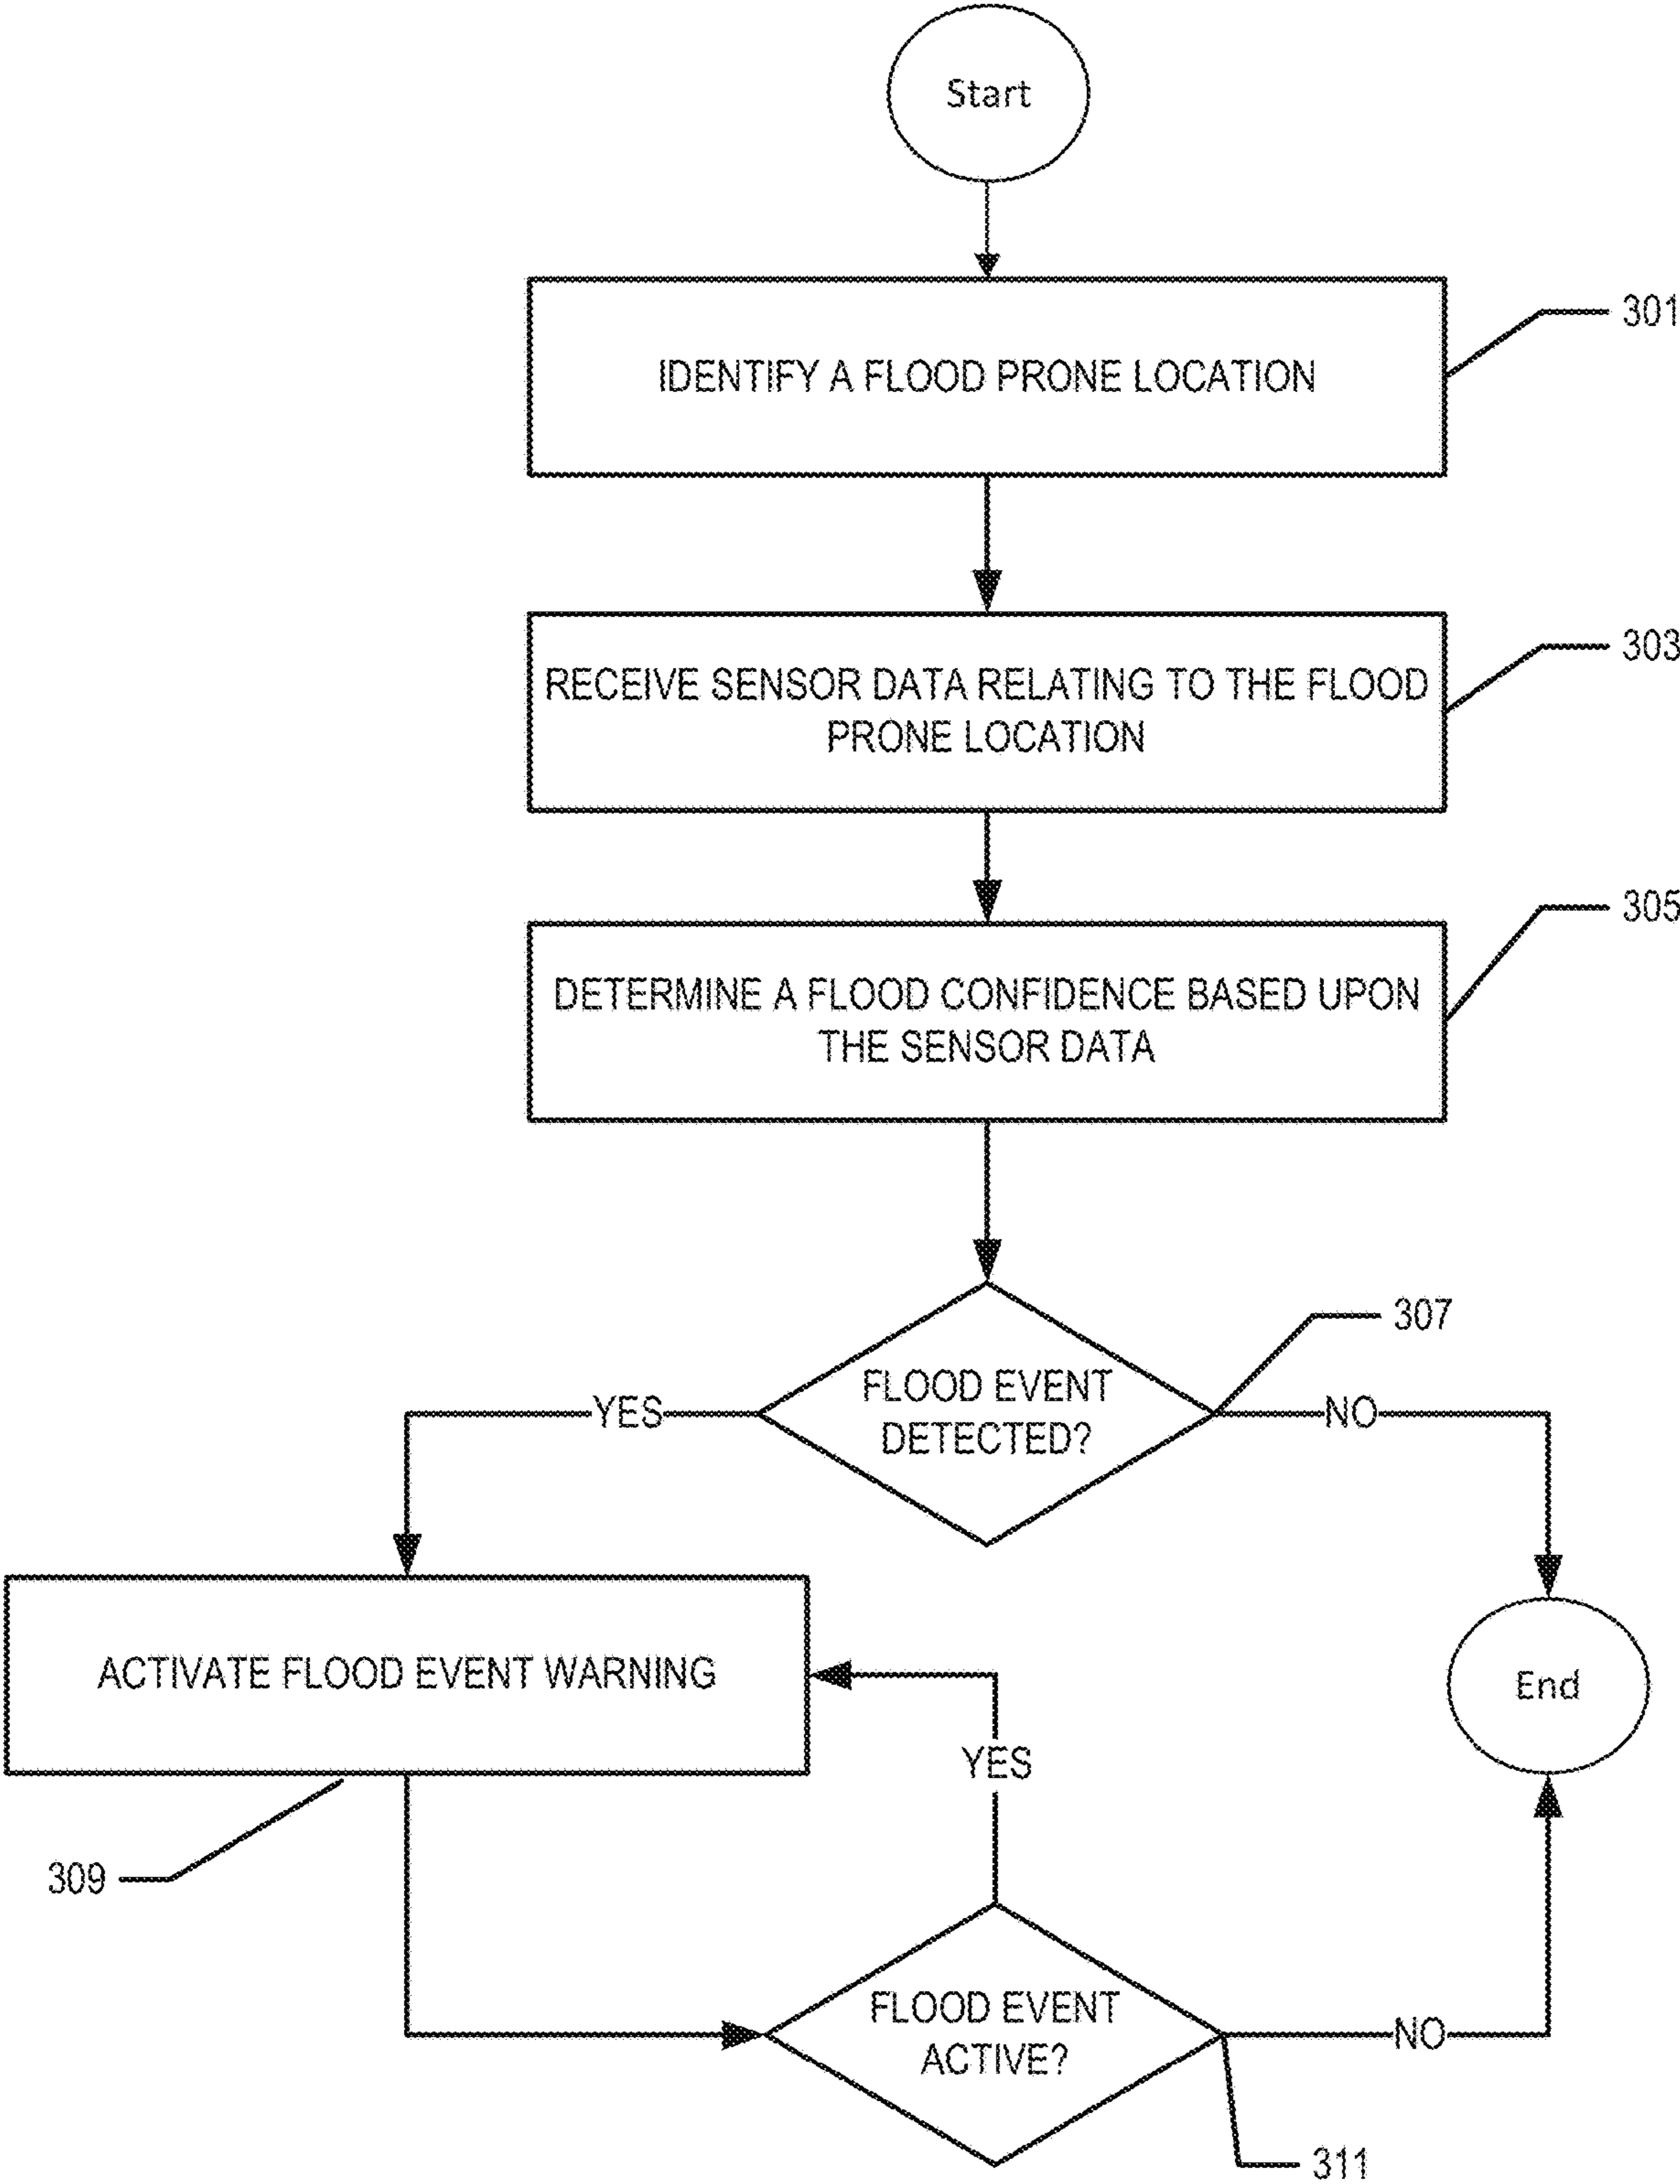 Start
301
IDENTIFY A FLOOD PRONE LOCATION
303
RECEIVE SENSOR DATA RELATING TO THE FLOOD
PRONE LOCATION
305
DETERMINE A FLOOD CONFIDENCE BASED UPON
THE SENSOR DATA
307
FLOOD EVENT
DETECTED?
YES
NO
ACTIVATE FLOOD EVENT WARNING
End
YES
309
FLOOD EVENT
ACTIVE?
NO
311